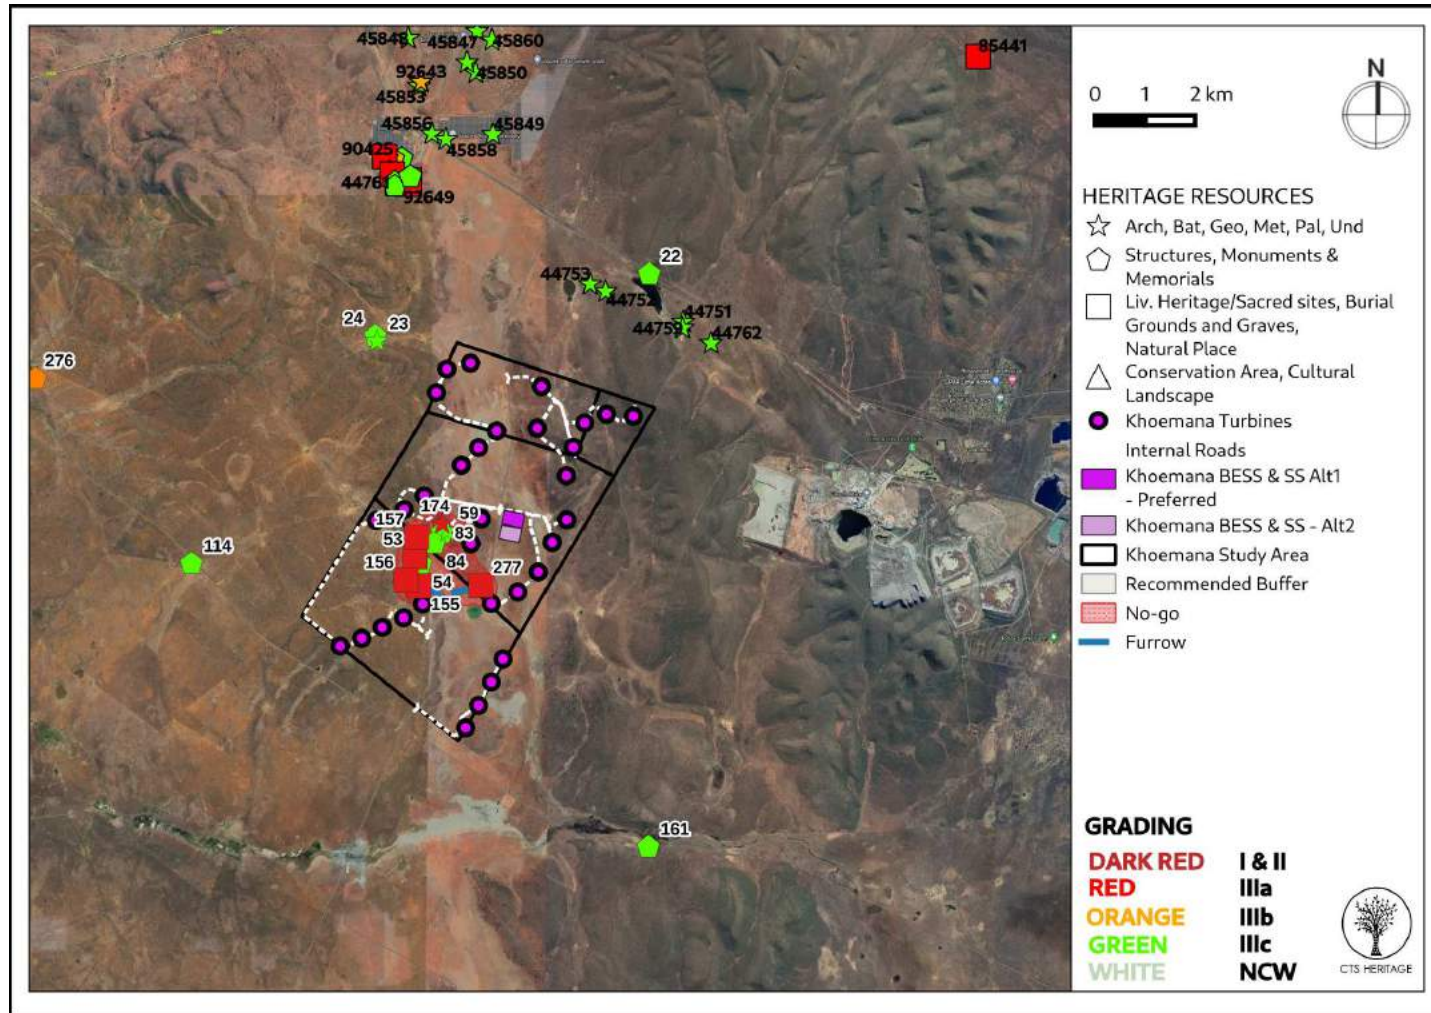 45848
45847
45860
92643
45850
45853
45856
45849
45858
90425
92649
85441
22
44753
44752
44751
44759
44762
24
23
276
174
59
157
53
83
114
156
84
277
54
155
161
N
0 1 2 km
HERITAGE RESOURCES
Arch, Bat, Geo, Met, Pal, Und
Structures, Monuments &
Memorials
Liv. Heritage/Sacred sites, Burial
Grounds and Graves,
Natural Place
Conservation Area, Cultural
Landscape
Khoemana Turbines
Internal Roads
Khoemana BESS & SS Alt1
- Preferred
Khoemana BESS & SS - Alt2
Khoemana Study Area
Recommended Buffer
No-go
Furrow
GRADING
DARK RED I & II
RED IIIa
ORANGE IIIb
GREEN IIIc
WHITE NCW
CTS HERITAGE